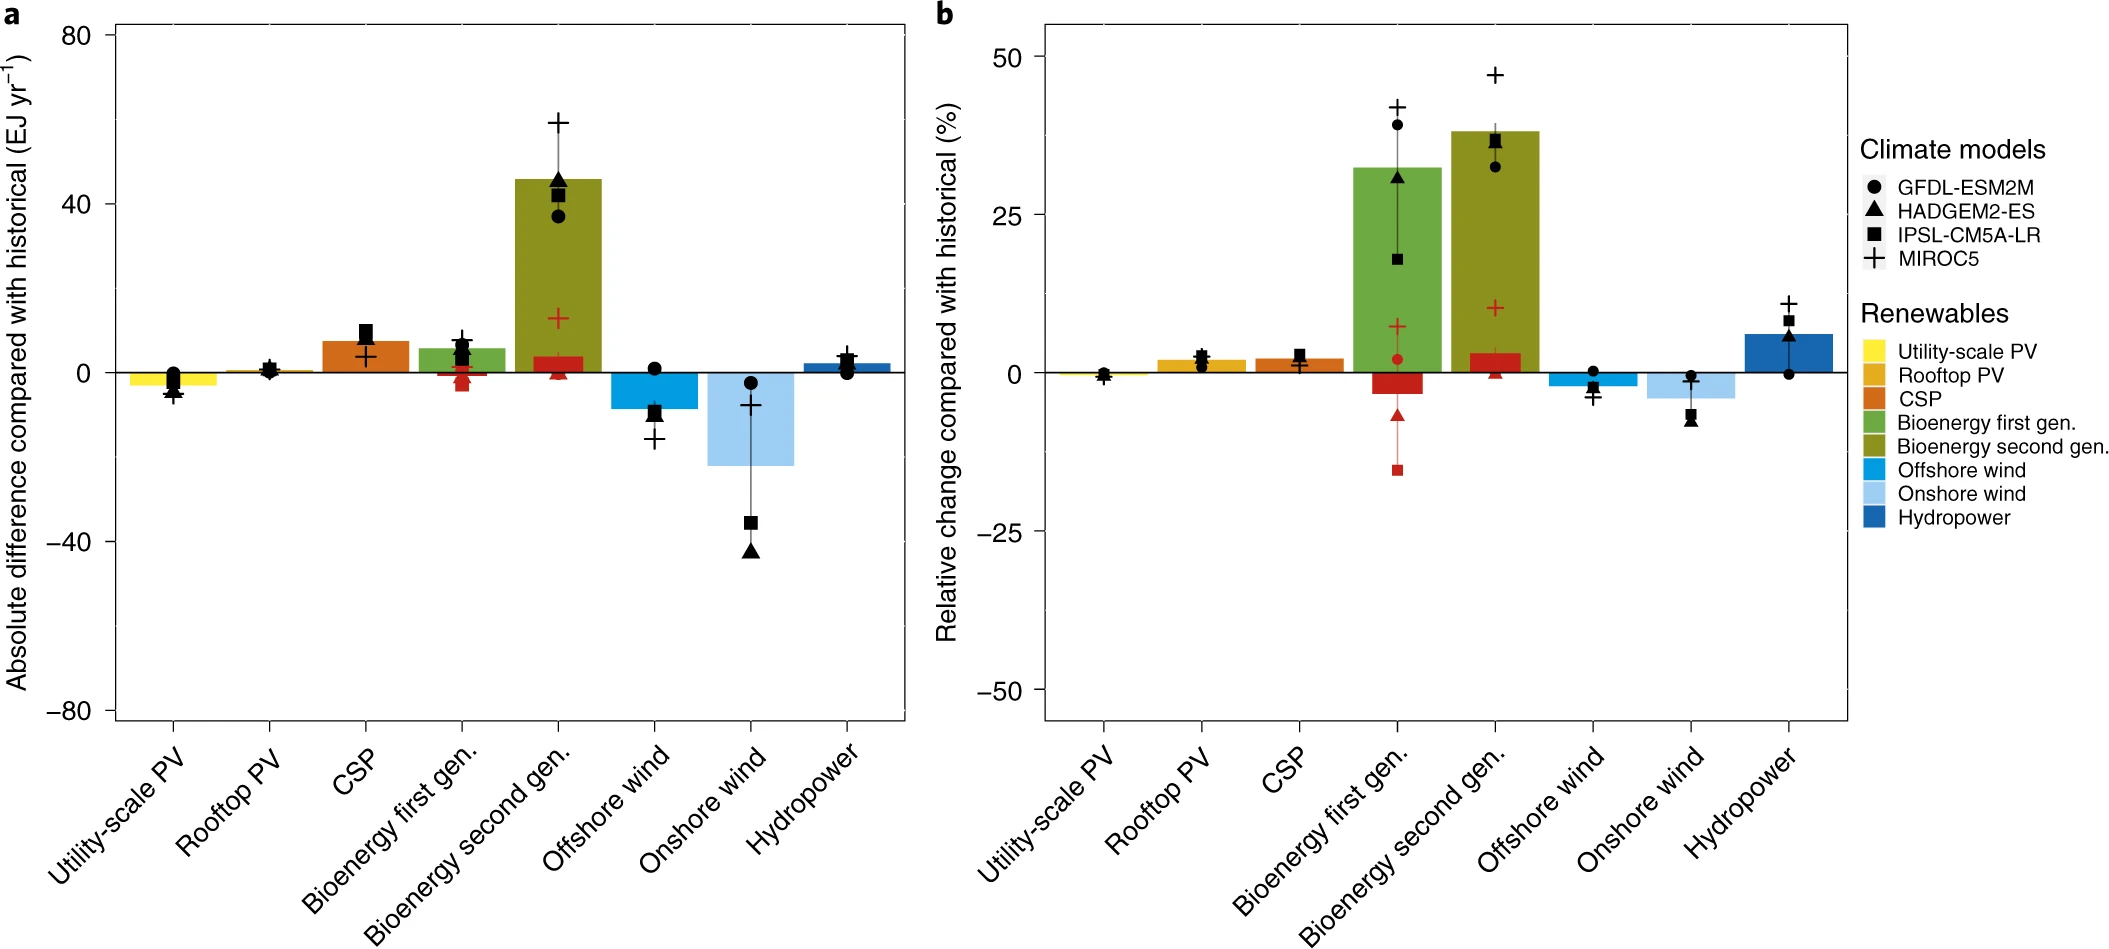 a
Absolute difference compared with historical (EJ yr−1)
80
40
0
−40
−80
Utility-scale PV
Rooftop PV
CSP
Bioenergy first gen.
Bioenergy second gen.
Offshore wind
Onshore wind
Hydropower
b
Relative change compared with historical (%)
50
25
0
−25
−50
Utility-scale PV
Rooftop PV
CSP
Bioenergy first gen.
Bioenergy second gen.
Offshore wind
Onshore wind
Hydropower
Climate models
GFDL-ESM2M
HADGEM2-ES
IPSL-CM5A-LR
MIROC5
Renewables
Utility-scale PV
Rooftop PV
CSP
Bioenergy first gen.
Bioenergy second gen.
Offshore wind
Onshore wind
Hydropower